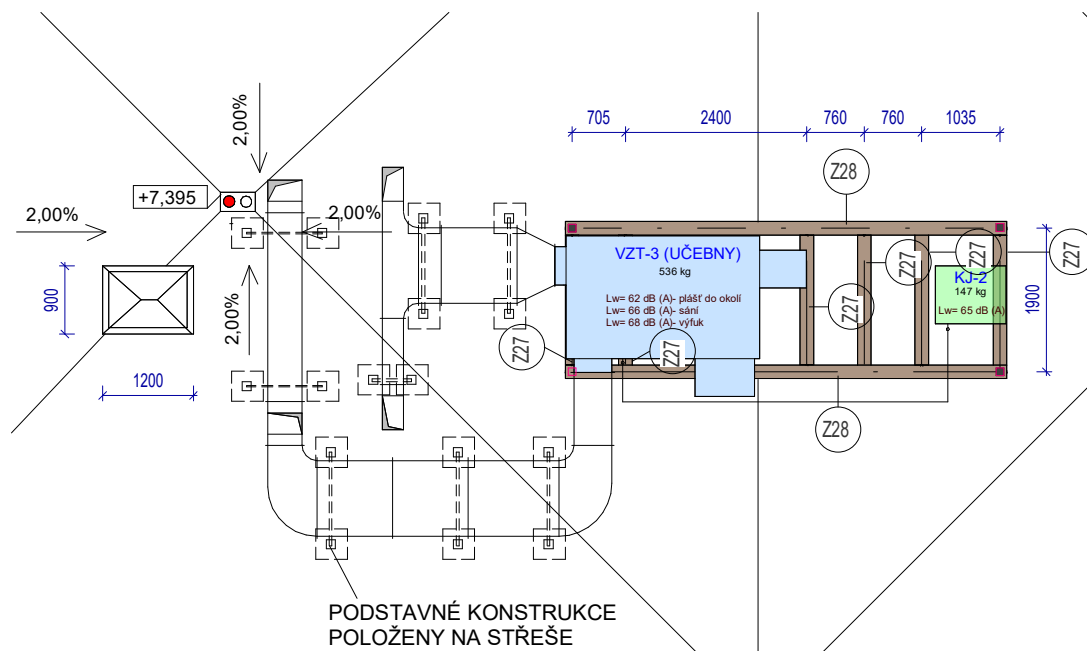 705
2400
760
760
1035
2,00%
Z28
+7,395
2,00%
2,00%
Z27
Z27
Z27
VZT-3 (UČEBNY)
536 kg
KJ-2
147 kg
Lw= 62 dB (A)- plášť do okolí
Lw= 66 dB (A)- sání
Lw= 68 dB (A)- výfuk
Lw= 65 dB (A)
1900
900
2,00%
Z27
Z27
Z27
1200
Z28
PODSTAVNÉ KONSTRUKCE
POLOŽENY NA STŘEŠE